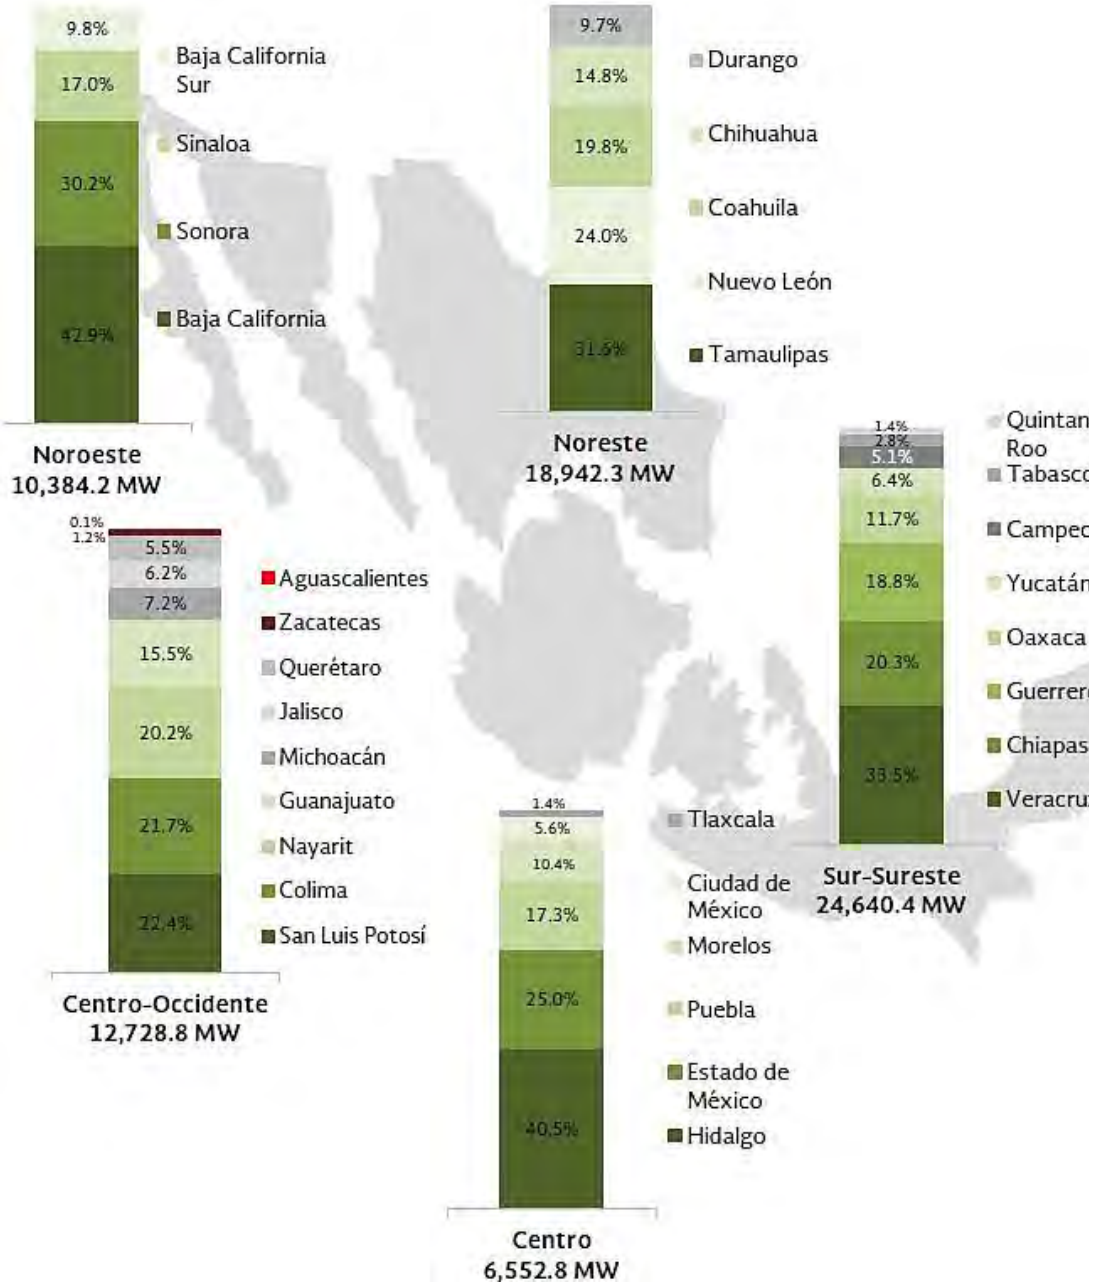 9.8%
17.0%
30.2%
42.9%
Baja California
Sur
Sinaloa
Sonora
Baja California
Noroeste
10,384.2 MW
9.7%
14.8%
19.8%
24.0%
31.6%
Durango
Chihuahua
Coahuila
Nuevo León
Tamaulipas
Noreste
18,942.3 MW
1.4%
2.8%
5.1%
6.4%
11.7%
18.8%
20.3%
33.5%
Quintan
Roo
Tabasco
Campec
Yucatán
Oaxaca
Guerrer
Chiapas
Veracru
Sur-Sureste
24,640.4 MW
0.1%
1.2%
5.5%
6.2%
7.2%
15.5%
20.2%
21.7%
22.4%
Aguascalientes
Zacatecas
Querétaro
Jalisco
Michoacán
Guanajuato
Nayarit
Colima
San Luis Potosí
Centro-Occidente
12,728.8 MW
1.4%
5.6%
10.4%
17.3%
25.0%
40.5%
Tlaxcala
Ciudad de
México
Morelos
Puebla
Estado de
México
Hidalgo
Centro
6,552.8 MW